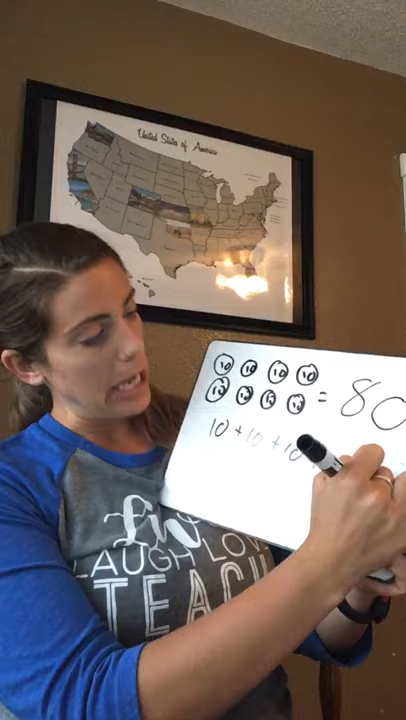 United States of America
10 10 10 10
10 10 10 10 = 80
10 + 10 + 10
LAUGH LOVE
TEACH